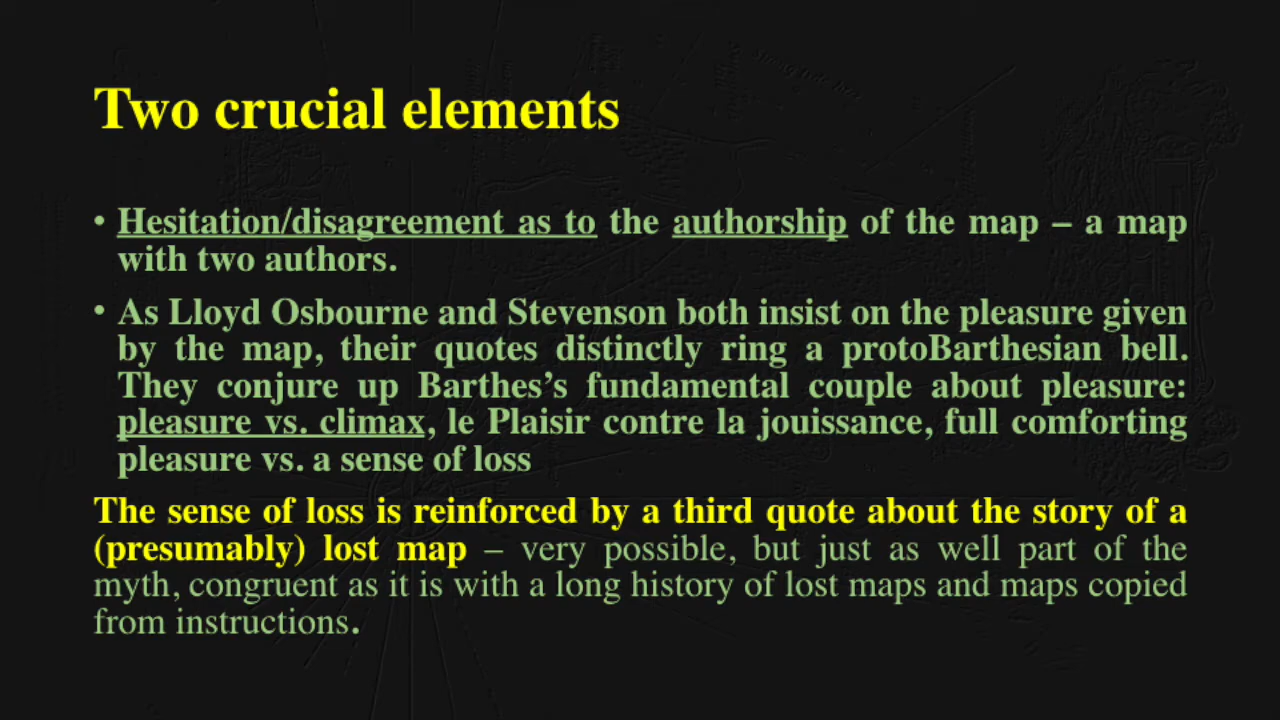 Two crucial elements
• Hesitation/disagreement as to the authorship of the map – a map
with two authors.
• As Lloyd Osbourne and Stevenson both insist on the pleasure given
by the map, their quotes distinctly ring a protoBarthesian bell.
They conjure up Barthes’s fundamental couple about pleasure:
pleasure vs. climax, le Plaisir contre la jouissance, full comforting
pleasure vs. a sense of loss
The sense of loss is reinforced by a third quote about the story of a
(presumably) lost map – very possible, but just as well part of the
myth, congruent as it is with a long history of lost maps and maps copied
from instructions.